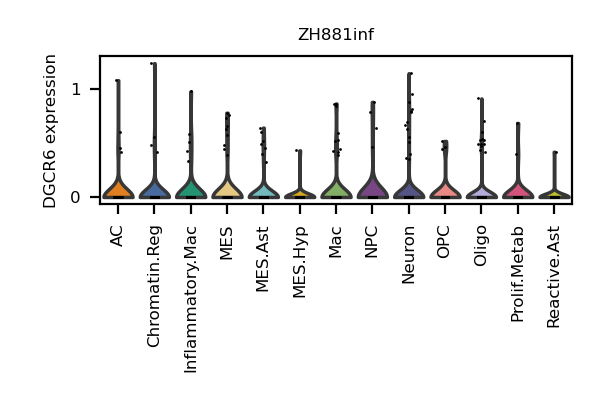 ZH881inf
DGCR6 expression
1
0
AC
Chromatin.Reg
Inflammatory.Mac
MES
MES.Ast
MES.Hyp
Mac
NPC
Neuron
OPC
Oligo
Prolif.Metab
Reactive.Ast